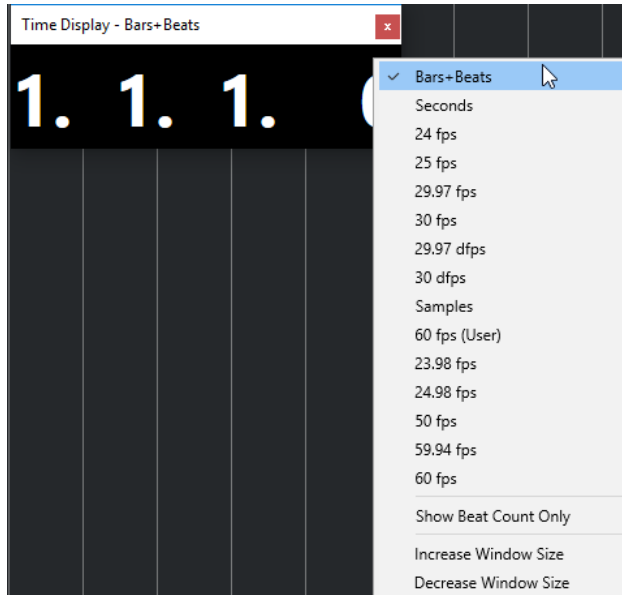 Time Display - Bars+Beats
x
1. 1. 1.
Bars+Beats
Seconds
24 fps
25 fps
29.97 fps
30 fps
29.97 dfps
30 dfps
Samples
60 fps (User)
23.98 fps
24.98 fps
50 fps
59.94 fps
60 fps
Show Beat Count Only
Increase Window Size
Decrease Window Size